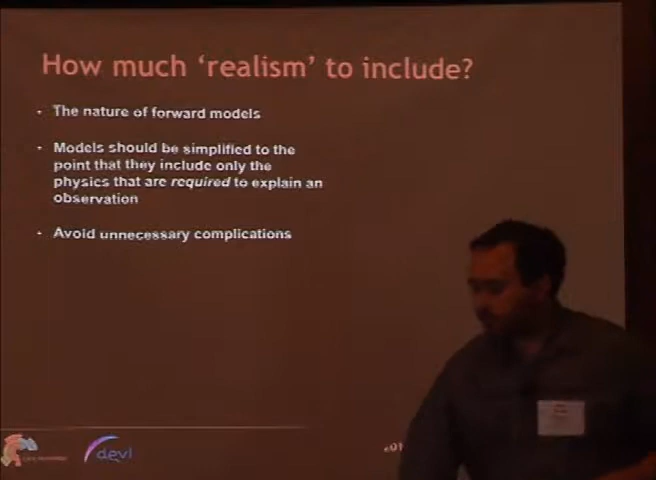 How much ‘realism’ to include?
· The nature of forward models
· Models should be simplified to the
point that they include only the
physics that are required to explain an
observation
· Avoid unnecessary complications
devl